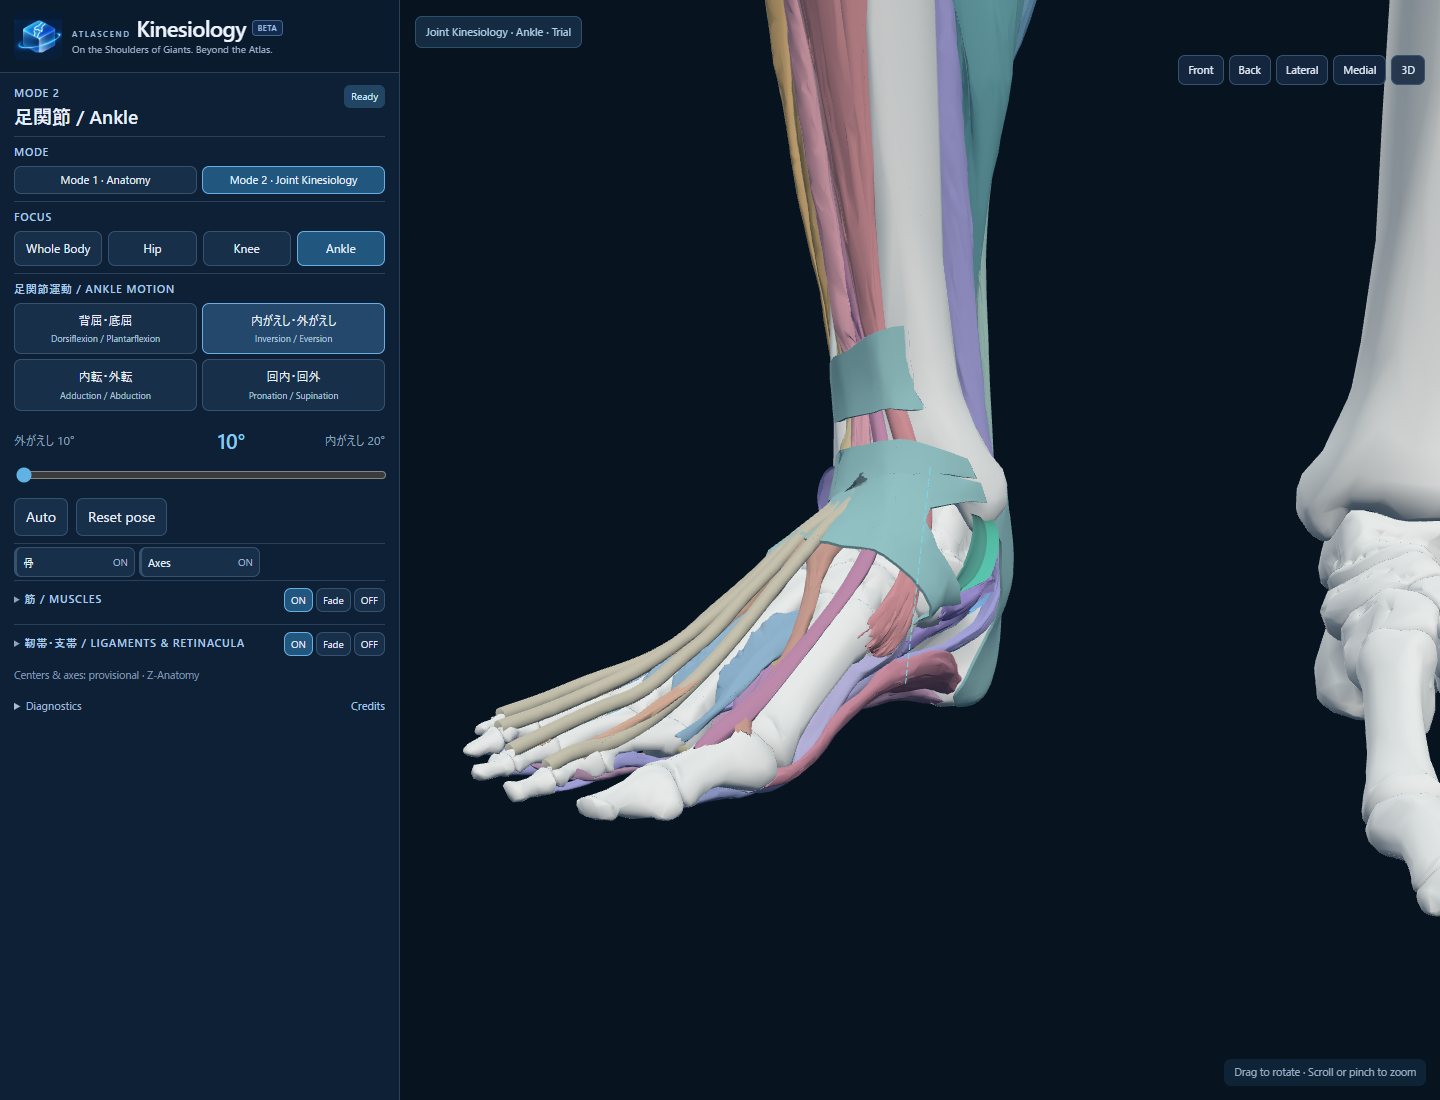 ATLASCEND Kinesiology BETA
On the Shoulders of Giants. Beyond the Atlas.
MODE 2
Ready
足関節 / Ankle
MODE
Mode 1 · Anatomy
Mode 2 · Joint Kinesiology
FOCUS
Whole Body
Hip
Knee
Ankle
足関節運動 / ANKLE MOTION
背屈・底屈
Dorsiflexion / Plantarflexion
内がえし・外がえし
Inversion / Eversion
内転・外転
Adduction / Abduction
回内・回外
Pronation / Supination
外がえし 10°
10°
内がえし 20°
Auto
Reset pose
骨 ON
Axes ON
▶ 筋 / MUSCLES
ON
Fade
OFF
▶ 靭帯・支帯 / LIGAMENTS & RETINACULA
ON
Fade
OFF
Centers & axes: provisional · Z-Anatomy
▶ Diagnostics
Credits
Joint Kinesiology · Ankle · Trial
Front
Back
Lateral
Medial
3D
Drag to rotate · Scroll or pinch to zoom